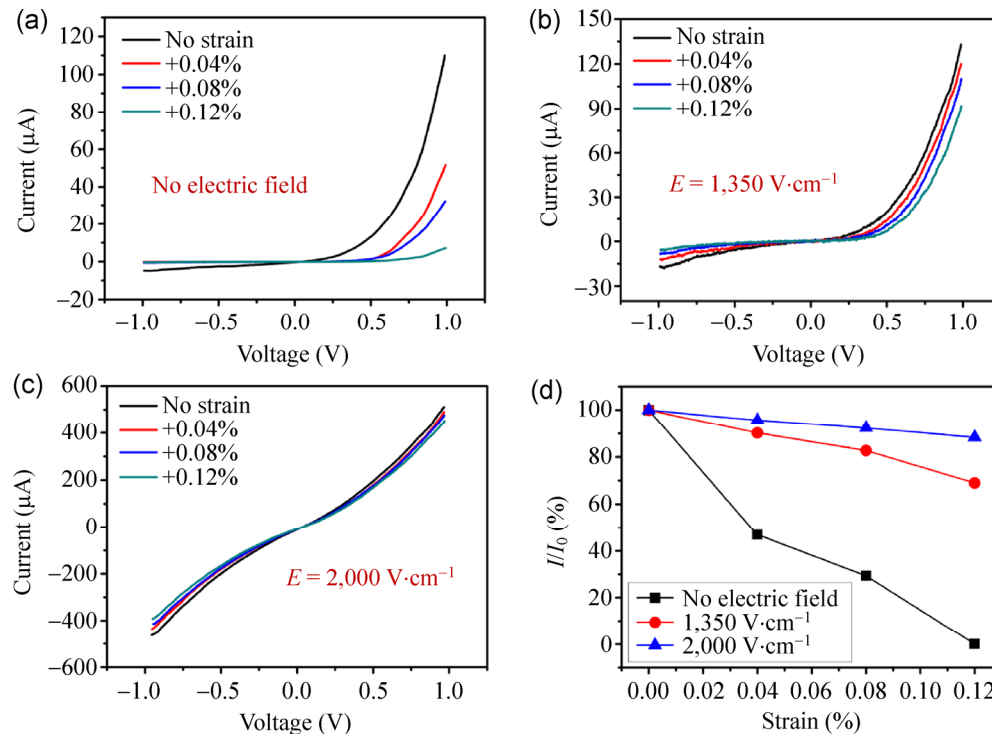 (a)
120
100
80
60
40
20
0
−20
Current (μA)
No strain
+0.04%
+0.08%
+0.12%
No electric field
−1.0 −0.5 0.0 0.5 1.0
Voltage (V)
(b)
150
120
90
60
30
0
−30
Current (μA)
No strain
+0.04%
+0.08%
+0.12%
E = 1,350 V·cm⁻¹
−1.0 −0.5 0.0 0.5 1.0
Voltage (V)
(c)
600
400
200
0
−200
−400
−600
Current (μA)
No strain
+0.04%
+0.08%
+0.12%
E = 2,000 V·cm⁻¹
−1.0 −0.5 0.0 0.5 1.0
Voltage (V)
(d)
100
80
60
40
20
0
I/I₀ (%)
No electric field
1,350 V·cm⁻¹
2,000 V·cm⁻¹
0.00 0.02 0.04 0.06 0.08 0.10 0.12
Strain (%)